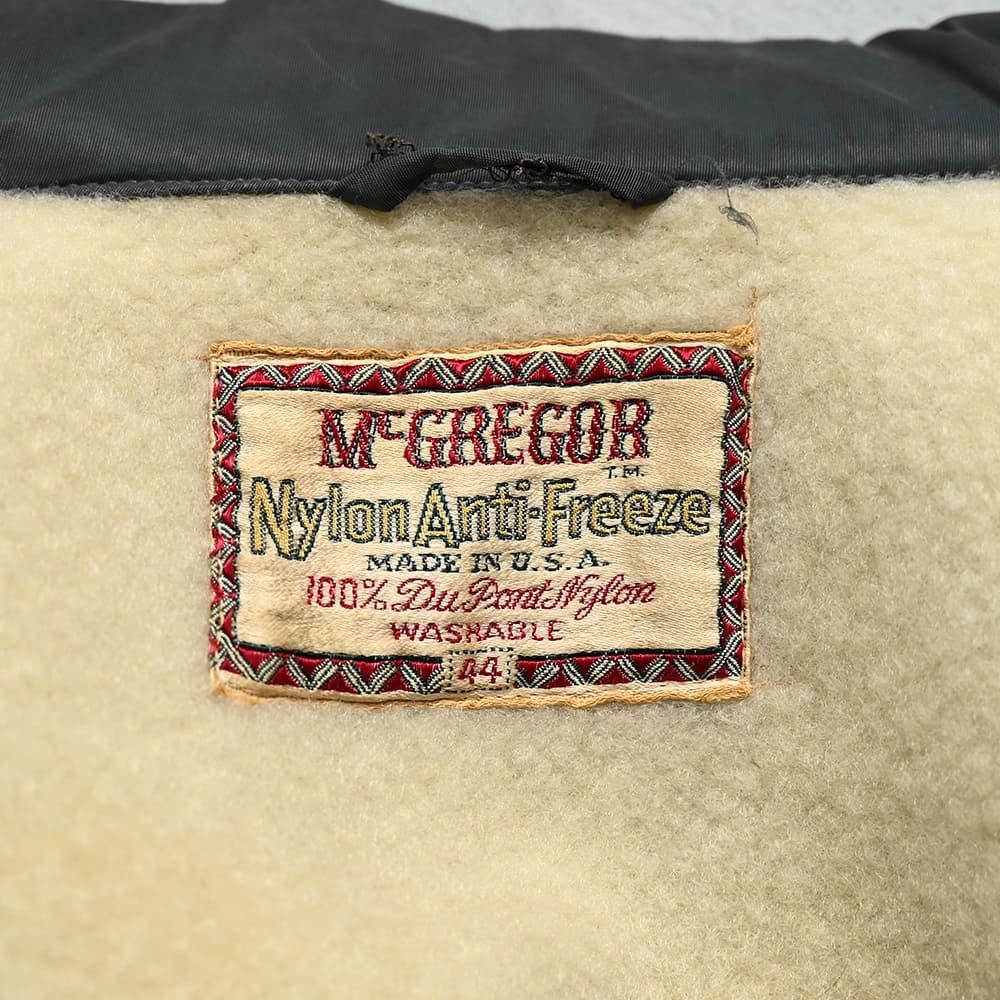 McGREGOR
T.M.
Nylon Anti-Freeze
MADE IN U.S.A.
100% Du Pont Nylon
WASHABLE
44